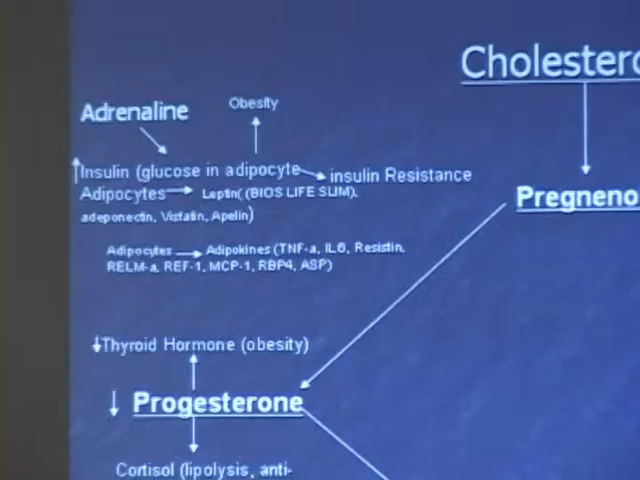 Cholestero
Adrenaline
Obesity
Insulin (glucose in adipocyte
insulin Resistance
Adipocytes
Leptin( (BIOS LIFE SLIM),
Pregneno
adeponectin, Visfatin, Apelin)
Adipocytes
Adipokines (TNF-a, IL6, Resistin,
RELM-a, REF-1, MCP-1, RBP4, ASP)
Thyroid Hormone (obesity)
Progesterone
Cortisol (lipolysis, anti-